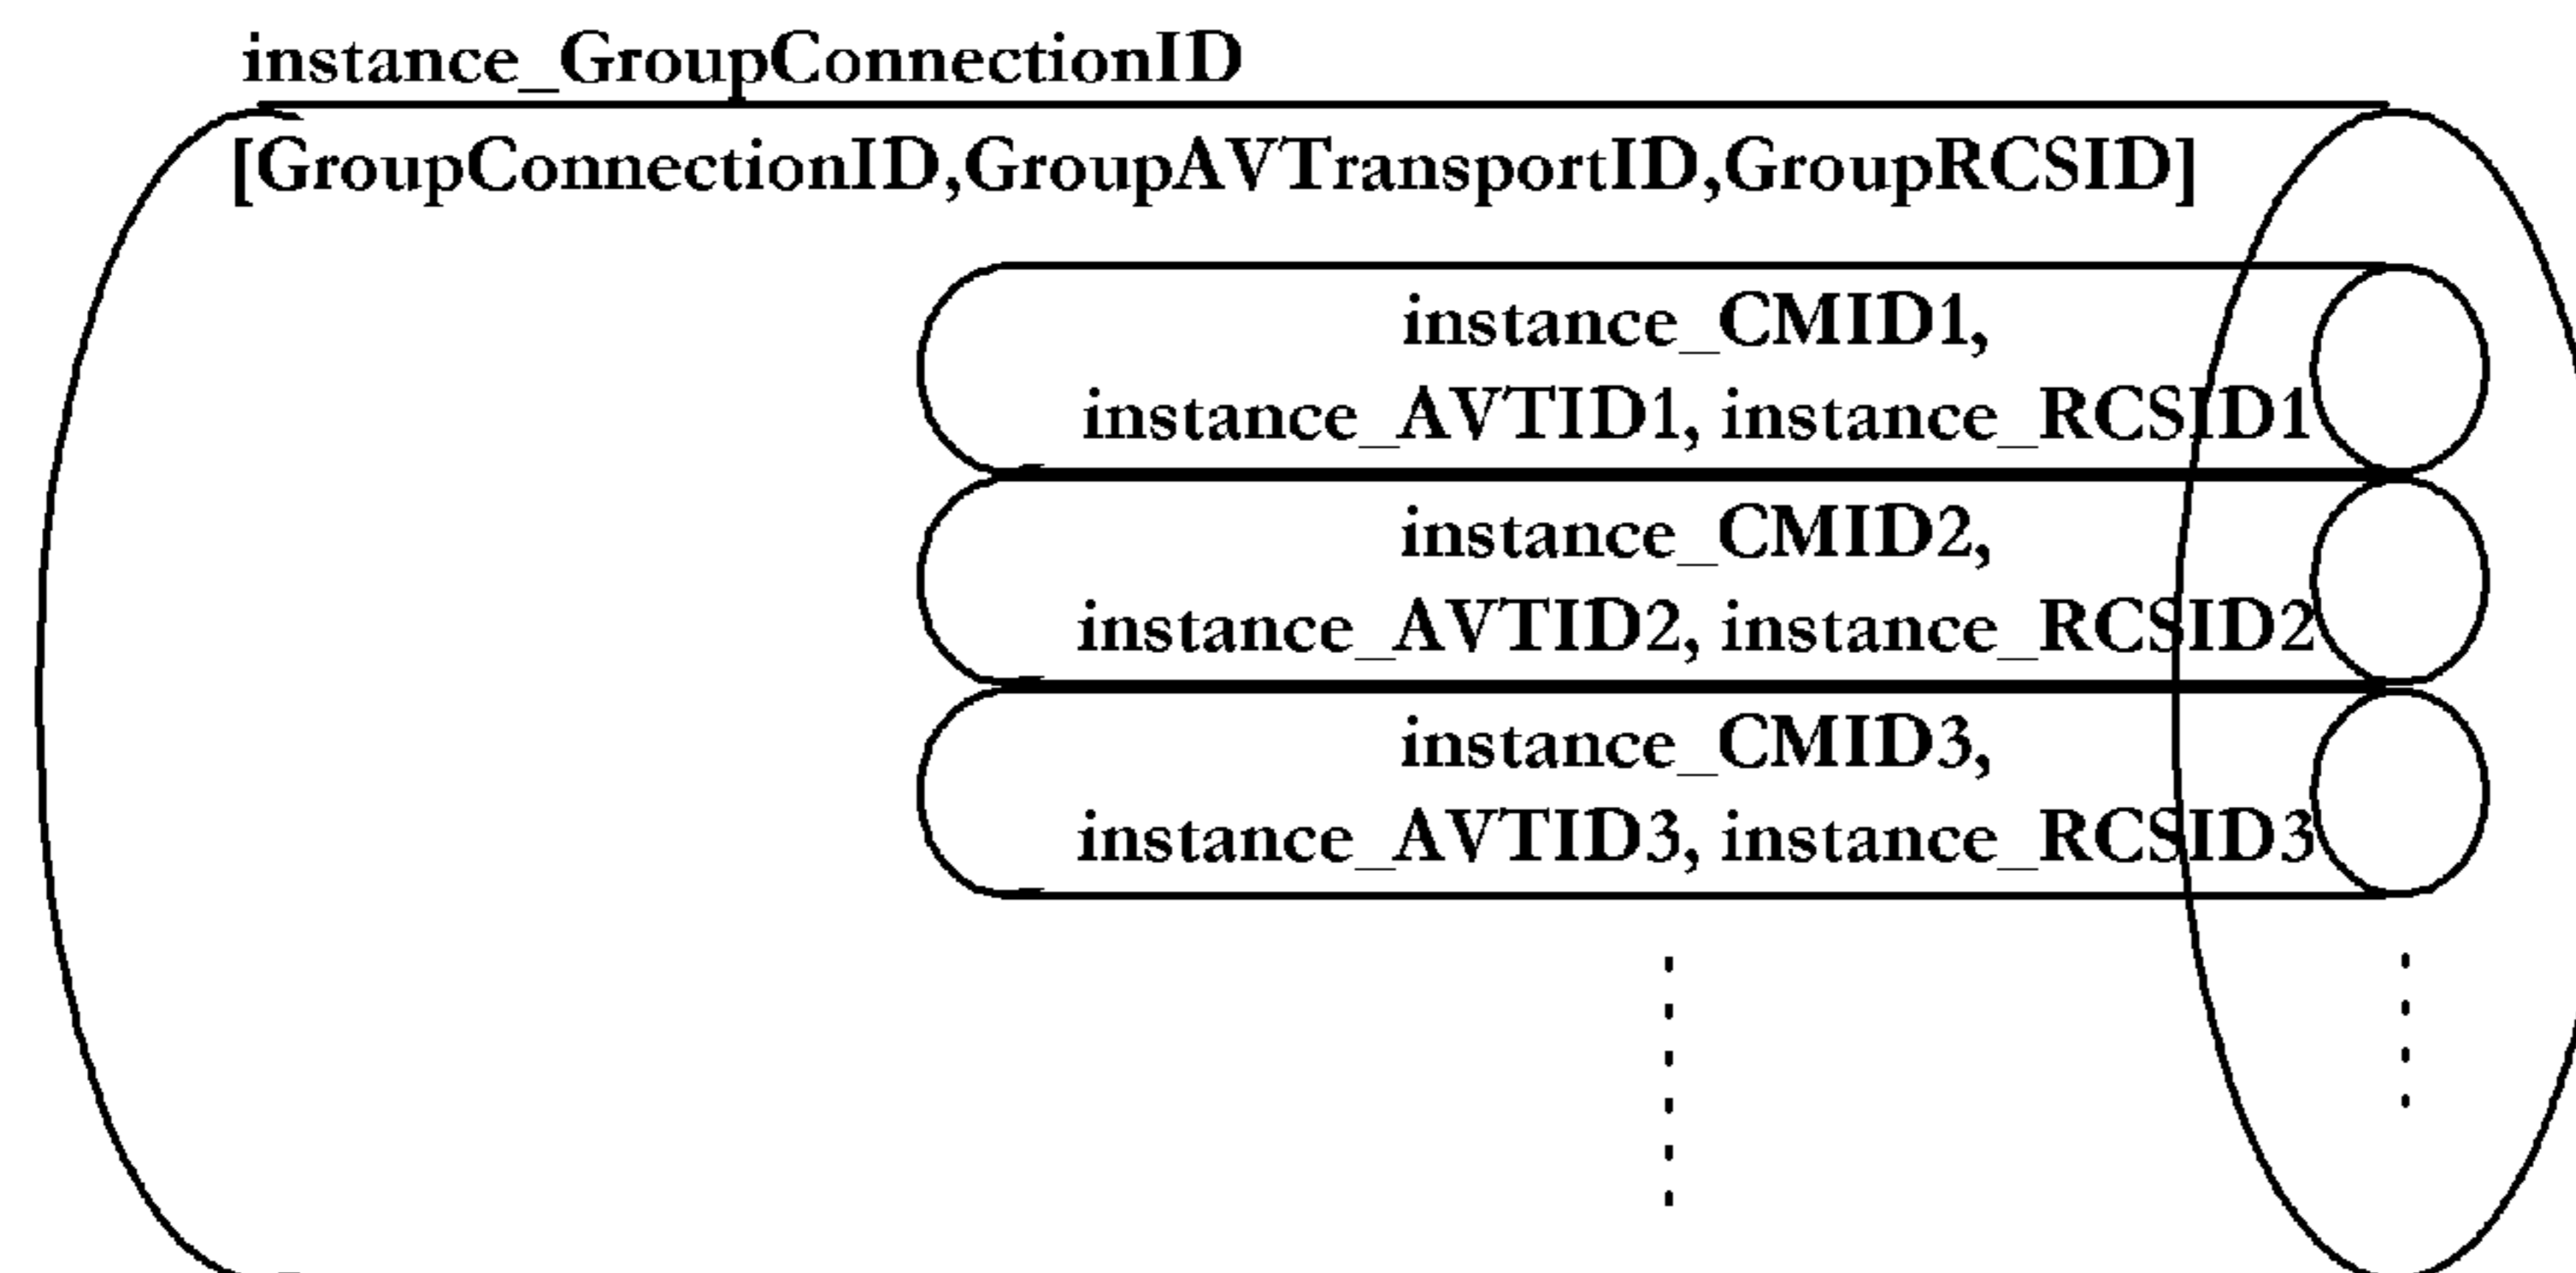 instance_GroupConnectionID
[GroupConnectionID,GroupAVTransportID,GroupRCSID]
instance_CMID1,
instance_AVTID1, instance_RCSID1
instance_CMID2,
instance_AVTID2, instance_RCSID2
instance_CMID3,
instance_AVTID3, instance_RCSID3